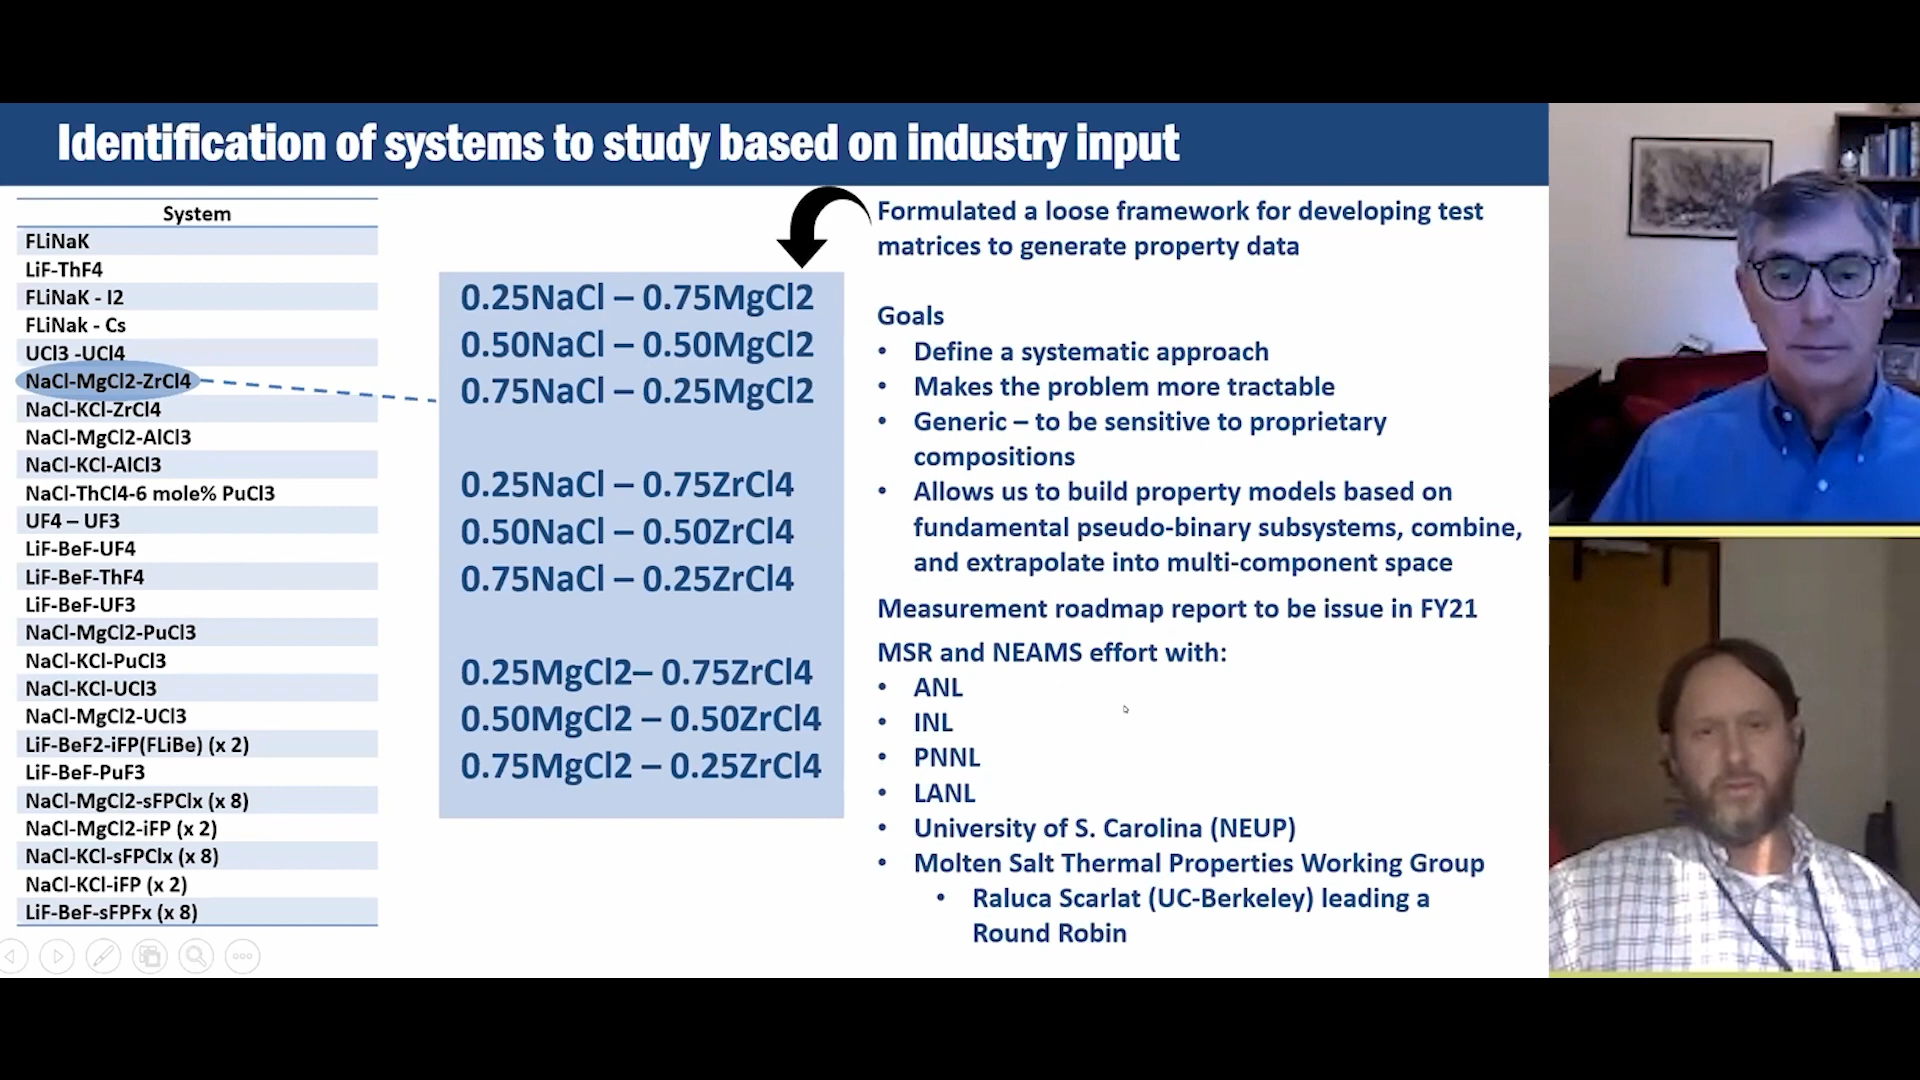 Identification of systems to study based on industry input
System
FLiNaK
LiF-ThF4
FLiNaK - I2
FLiNak - Cs
UCl3 -UCl4
NaCl-MgCl2-ZrCl4
NaCl-KCl-ZrCl4
NaCl-MgCl2-AlCl3
NaCl-KCl-AlCl3
NaCl-ThCl4-6 mole% PuCl3
UF4 – UF3
LiF-BeF-UF4
LiF-BeF-ThF4
LiF-BeF-UF3
NaCl-MgCl2-PuCl3
NaCl-KCl-PuCl3
NaCl-KCl-UCl3
NaCl-MgCl2-UCl3
LiF-BeF2-iFP(FLiBe) (x 2)
LiF-BeF-PuF3
NaCl-MgCl2-sFPClx (x 8)
NaCl-MgCl2-iFP (x 2)
NaCl-KCl-sFPClx (x 8)
NaCl-KCl-iFP (x 2)
LiF-BeF-sFPFx (x 8)
0.25NaCl – 0.75MgCl2
0.50NaCl – 0.50MgCl2
0.75NaCl – 0.25MgCl2
0.25NaCl – 0.75ZrCl4
0.50NaCl – 0.50ZrCl4
0.75NaCl – 0.25ZrCl4
0.25MgCl2– 0.75ZrCl4
0.50MgCl2 – 0.50ZrCl4
0.75MgCl2 – 0.25ZrCl4
Formulated a loose framework for developing test
matrices to generate property data
Goals
• Define a systematic approach
• Makes the problem more tractable
• Generic – to be sensitive to proprietary
compositions
• Allows us to build property models based on
fundamental pseudo-binary subsystems, combine,
and extrapolate into multi-component space
Measurement roadmap report to be issue in FY21
MSR and NEAMS effort with:
• ANL
• INL
• PNNL
• LANL
• University of S. Carolina (NEUP)
• Molten Salt Thermal Properties Working Group
• Raluca Scarlat (UC-Berkeley) leading a
Round Robin